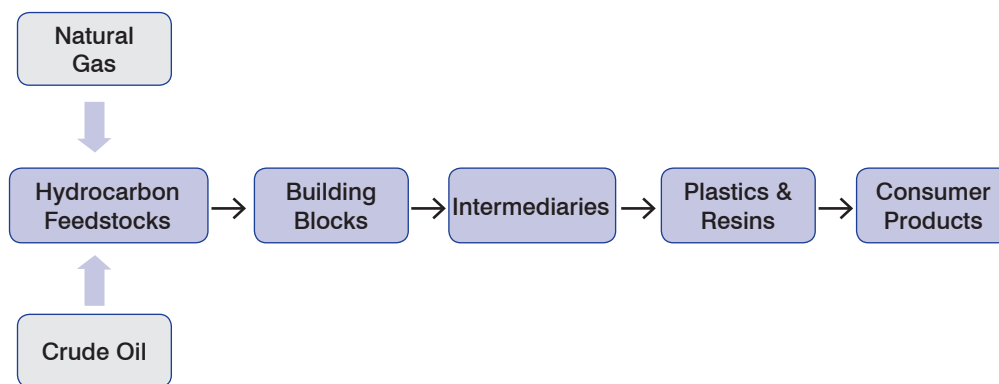 Natural
Gas
Hydrocarbon
Feedstocks
Building
Blocks
Intermediaries
Plastics &
Resins
Consumer
Products
Crude Oil